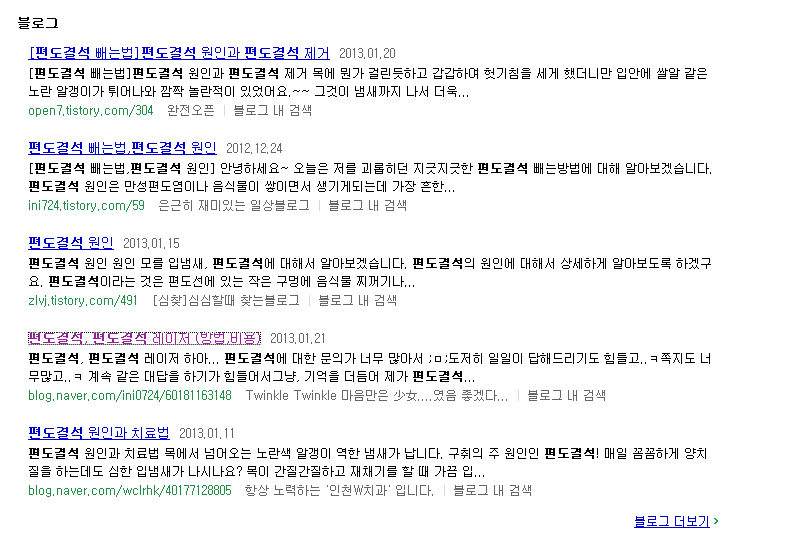 블로그
[편도결석 빼는법]편도결석 원인과 편도결석 제거 2013.01.20
[편도결석 빼는법]편도결석 원인과 편도결석 제거 목에 뭔가 걸린듯하고 갑갑하여 헛기침을 세게 했더니만 입안에 쌀알 같은
노란 알갱이가 튀어나와 깜짝 놀란적이 있었어요.~~ 그것이 냄새까지 나서 더욱...
open7.tistory.com/304 완전오픈 | 블로그 내 검색
편도결석 빼는법,편도결석 원인 2012.12.24
[편도결석 빼는법,편도결석 원인] 안녕하세요~ 오늘은 저를 괴롭히던 지긋지긋한 편도결석 빼는방법에 대해 알아보겠습니다.
편도결석 원인은 만성편도염이나 음식물이 쌓이면서 생기게되는데 가장 흔한...
ini724.tistory.com/59 은근히 재미있는 일상블로그 | 블로그 내 검색
편도결석 원인 2013.01.15
편도결석 원인 원인 모를 입냄새, 편도결석에 대해서 알아보겠습니다. 편도결석의 원인에 대해서 상세하게 알아보도록 하겠구
요. 편도결석이라는 것은 편도선에 있는 작은 구멍에 음식물 찌꺼기나...
zlvj.tistory.com/491 [심찾]심심할때 찾는블로그 | 블로그 내 검색
편도결석, 편도결석 레이저 (방법,비용) 2013.01.21
편도결석, 편도결석 레이저 하아... 편도결석에 대한 문의가 너무 많아서 ;ㅁ;도저히 일일이 답해드리기도 힘들고..ㅋ쪽지도 너
무많고..ㅋ 계속 같은 대답을 하기가 힘들어서그냥, 기억을 더듬어 제가 편도결석...
blog.naver.com/ini0724/60181163148 Twinkle Twinkle 마음만은 少女....였음 좋겠다... | 블로그 내 검색
편도결석 원인과 치료법 2013.01.11
편도결석 원인과 치료법 목에서 넘어오는 노란색 알갱이 역한 냄새가 납니다. 구취의 주 원인인 편도결석! 매일 꼼꼼하게 양치
질을 하는데도 심한 입냄새가 나시나요? 목이 간질간질하고 재채기를 할 때 가끔 입...
blog.naver.com/wclrhk/40177128805 항상 노력하는 '인천W치과' 입니다. | 블로그 내 검색
블로그 더보기 >